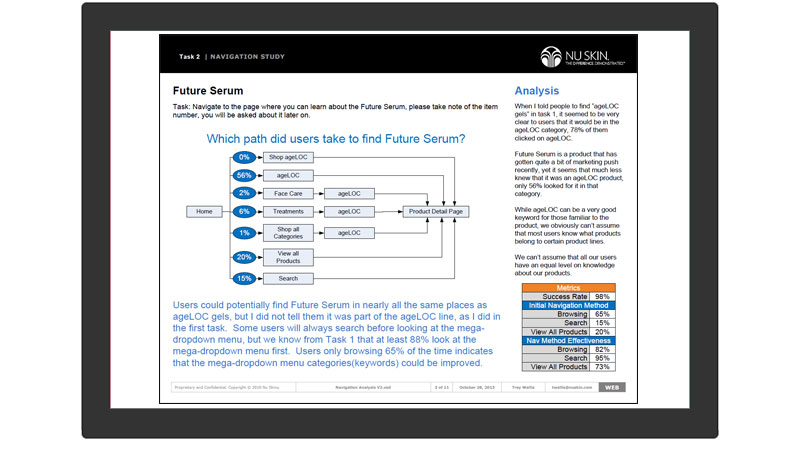 Task 2 | NAVIGATION STUDY
NU SKIN
THE DIFFERENCE. DEMONSTRATED.
Future Serum
Task: Navigate to the page where you can learn about the Future Serum, please take note of the item
number, you will be asked about it later on.
Which path did users take to find Future Serum?
0% Shop ageLOC
56% ageLOC
2% Face Care ageLOC
Home 6% Treatments ageLOC Product Detail Page
1% Shop all
Categories ageLOC
20% View all
Products
15% Search
Users could potentially find Future Serum in nearly all the same places as
ageLOC gels, but I did not tell them it was part of the ageLOC line, as I did in
the first task. Some users will always search before looking at the mega-
dropdown menu, but we know from Task 1 that at least 88% look at the
mega-dropdown menu first. Users only browsing 65% of the time indicates
that the mega-dropdown menu categories(keywords) could be improved.
Analysis
When I told people to find "ageLOC
gels" in task 1, it seemed to be very
clear to users that it would be in the
ageLOC category, 78% of them
clicked on ageLOC.
Future Serum is a product that has
gotten quite a bit of marketing push
recently, yet it seems that much less
knew that it was an ageLOC product,
only 56% looked for it in that
category.
While ageLOC can be a very good
keyword for those familiar to the
product, we obviously can't assume
that most users know what products
belong to certain product lines.
We can't assume that all our users
have an equal level on knowledge
about our products.
Metrics
Success Rate 98%
Initial Navigation Method
Browsing 65%
Search 15%
View All Products 20%
Nav Method Effectiveness
Browsing 82%
Search 95%
View All Products 73%
Proprietary and Confidential. Copyright © 2010 Nu Skin.
Navigation Analysis V2.vsd
5 of 11
October 28, 2013
WEB